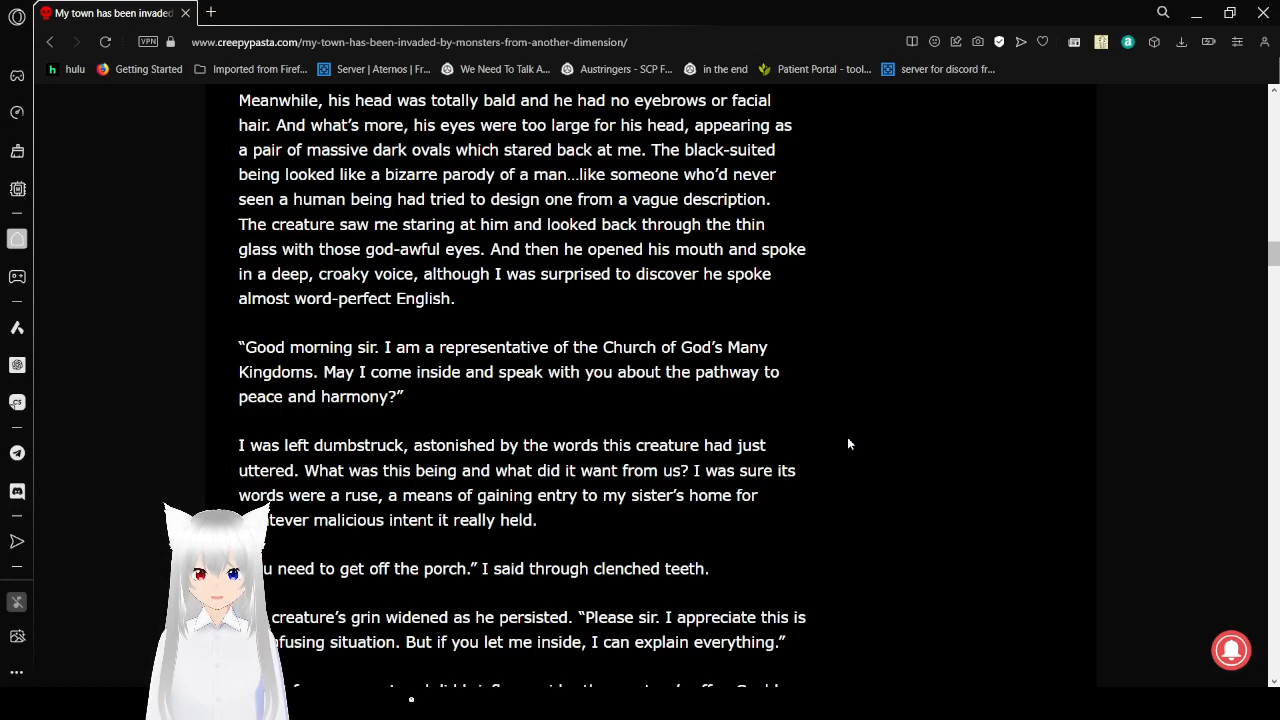 My town has been invaded
www.creepypasta.com/my-town-has-been-invaded-by-monsters-from-another-dimension/
VPN
hulu
Getting Started
Imported from Firef...
Server | Aternos | Fr...
We Need To Talk A...
Austringers - SCP F...
in the end
Patient Portal - tool...
server for discord fr...
Meanwhile, his head was totally bald and he had no eyebrows or facial
hair. And what’s more, his eyes were too large for his head, appearing as
a pair of massive dark ovals which stared back at me. The black-suited
being looked like a bizarre parody of a man…like someone who’d never
seen a human being had tried to design one from a vague description.
The creature saw me staring at him and looked back through the thin
glass with those god-awful eyes. And then he opened his mouth and spoke
in a deep, croaky voice, although I was surprised to discover he spoke
almost word-perfect English.
“Good morning sir. I am a representative of the Church of God’s Many
Kingdoms. May I come inside and speak with you about the pathway to
peace and harmony?”
I was left dumbstruck, astonished by the words this creature had just
uttered. What was this being and what did it want from us? I was sure its
words were a ruse, a means of gaining entry to my sister’s home for
tever malicious intent it really held.
u need to get off the porch.” I said through clenched teeth.
creature’s grin widened as he persisted. “Please sir. I appreciate this is
fusing situation. But if you let me inside, I can explain everything.”